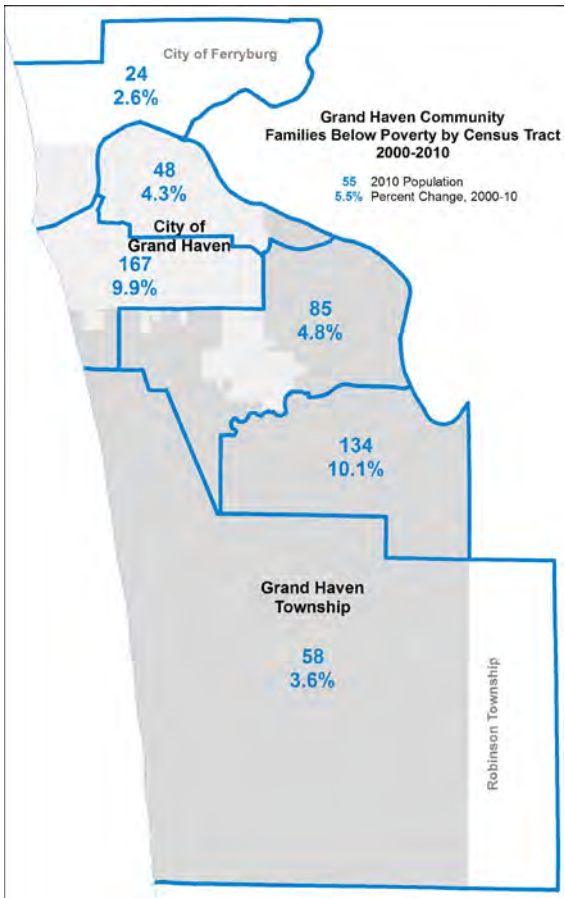 City of Ferryburg
24
2.6%
Grand Haven Community
Families Below Poverty by Census Tract
2000-2010
55 2010 Population
5.5% Percent Change, 2000-10
48
4.3%
City of
Grand Haven
167
9.9%
85
4.8%
134
10.1%
Grand Haven
Township
58
3.6%
Robinson Township